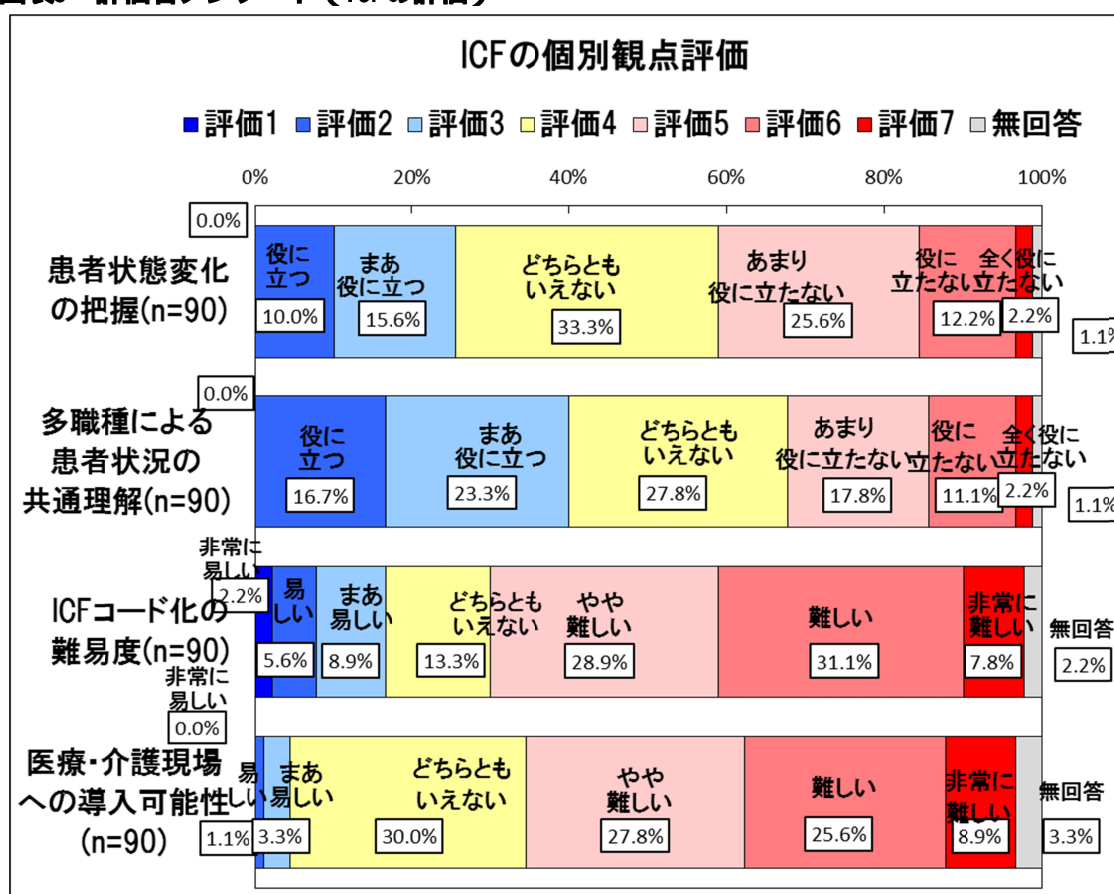 ICFの個別観点評価
評価1 評価2 評価3 評価4 評価5 評価6 評価7 無回答
0% 20% 40% 60% 80% 100%
患者状態変化
の把握(n=90)
0.0%
役に
立つ
10.0%
まあ
役に立つ
15.6%
どちらとも
いえない
33.3%
あまり
役に立たない
25.6%
役に
立たない
12.2%
全く役に
立たない
2.2%
1.1%
多職種による
患者状況の
共通理解(n=90)
0.0%
役に
立つ
16.7%
まあ
役に立つ
23.3%
どちらとも
いえない
27.8%
あまり
役に立たない
17.8%
役に
立たない
11.1%
全く役に
立たない
2.2%
1.1%
ICFコード化の
難易度(n=90)
非常に
易しい
2.2%
易
しい
5.6%
まあ
易しい
8.9%
どちらとも
いえない
13.3%
やや
難しい
28.9%
難しい
31.1%
非常に
難しい
7.8%
無回答
2.2%
医療・介護現場
への導入可能性
(n=90)
非常に
易しい
0.0%
易
しい
1.1%
まあ
易しい
3.3%
どちらとも
いえない
30.0%
やや
難しい
27.8%
難しい
25.6%
非常に
難しい
8.9%
無回答
3.3%